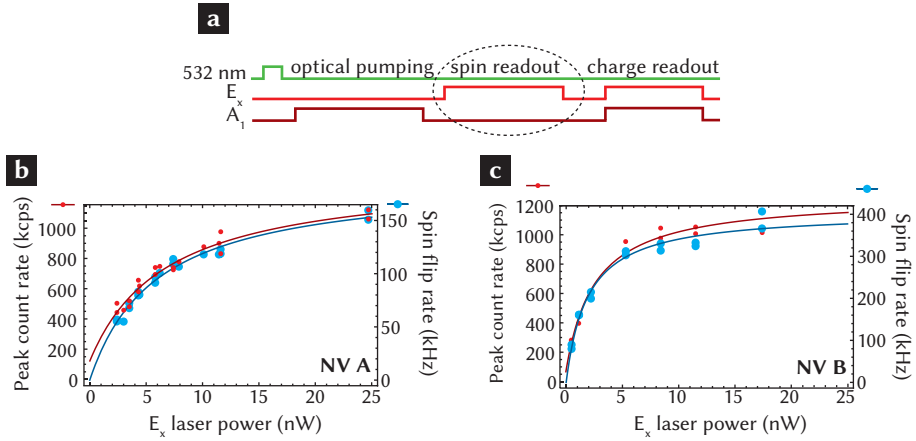 a
532 nm optical pumping spin readout charge readout
Eₓ
A₁
b
Peak count rate (kcps)
1000
800
600
400
200
0
0 5 10 15 20 25
Eₓ laser power (nW)
150
100
50
0
Spin flip rate (kHz)
NV A
c
Peak count rate (kcps)
1200
1000
800
600
400
200
0
0 5 10 15 20 25
Eₓ laser power (nW)
400
300
200
100
0
Spin flip rate (kHz)
NV B